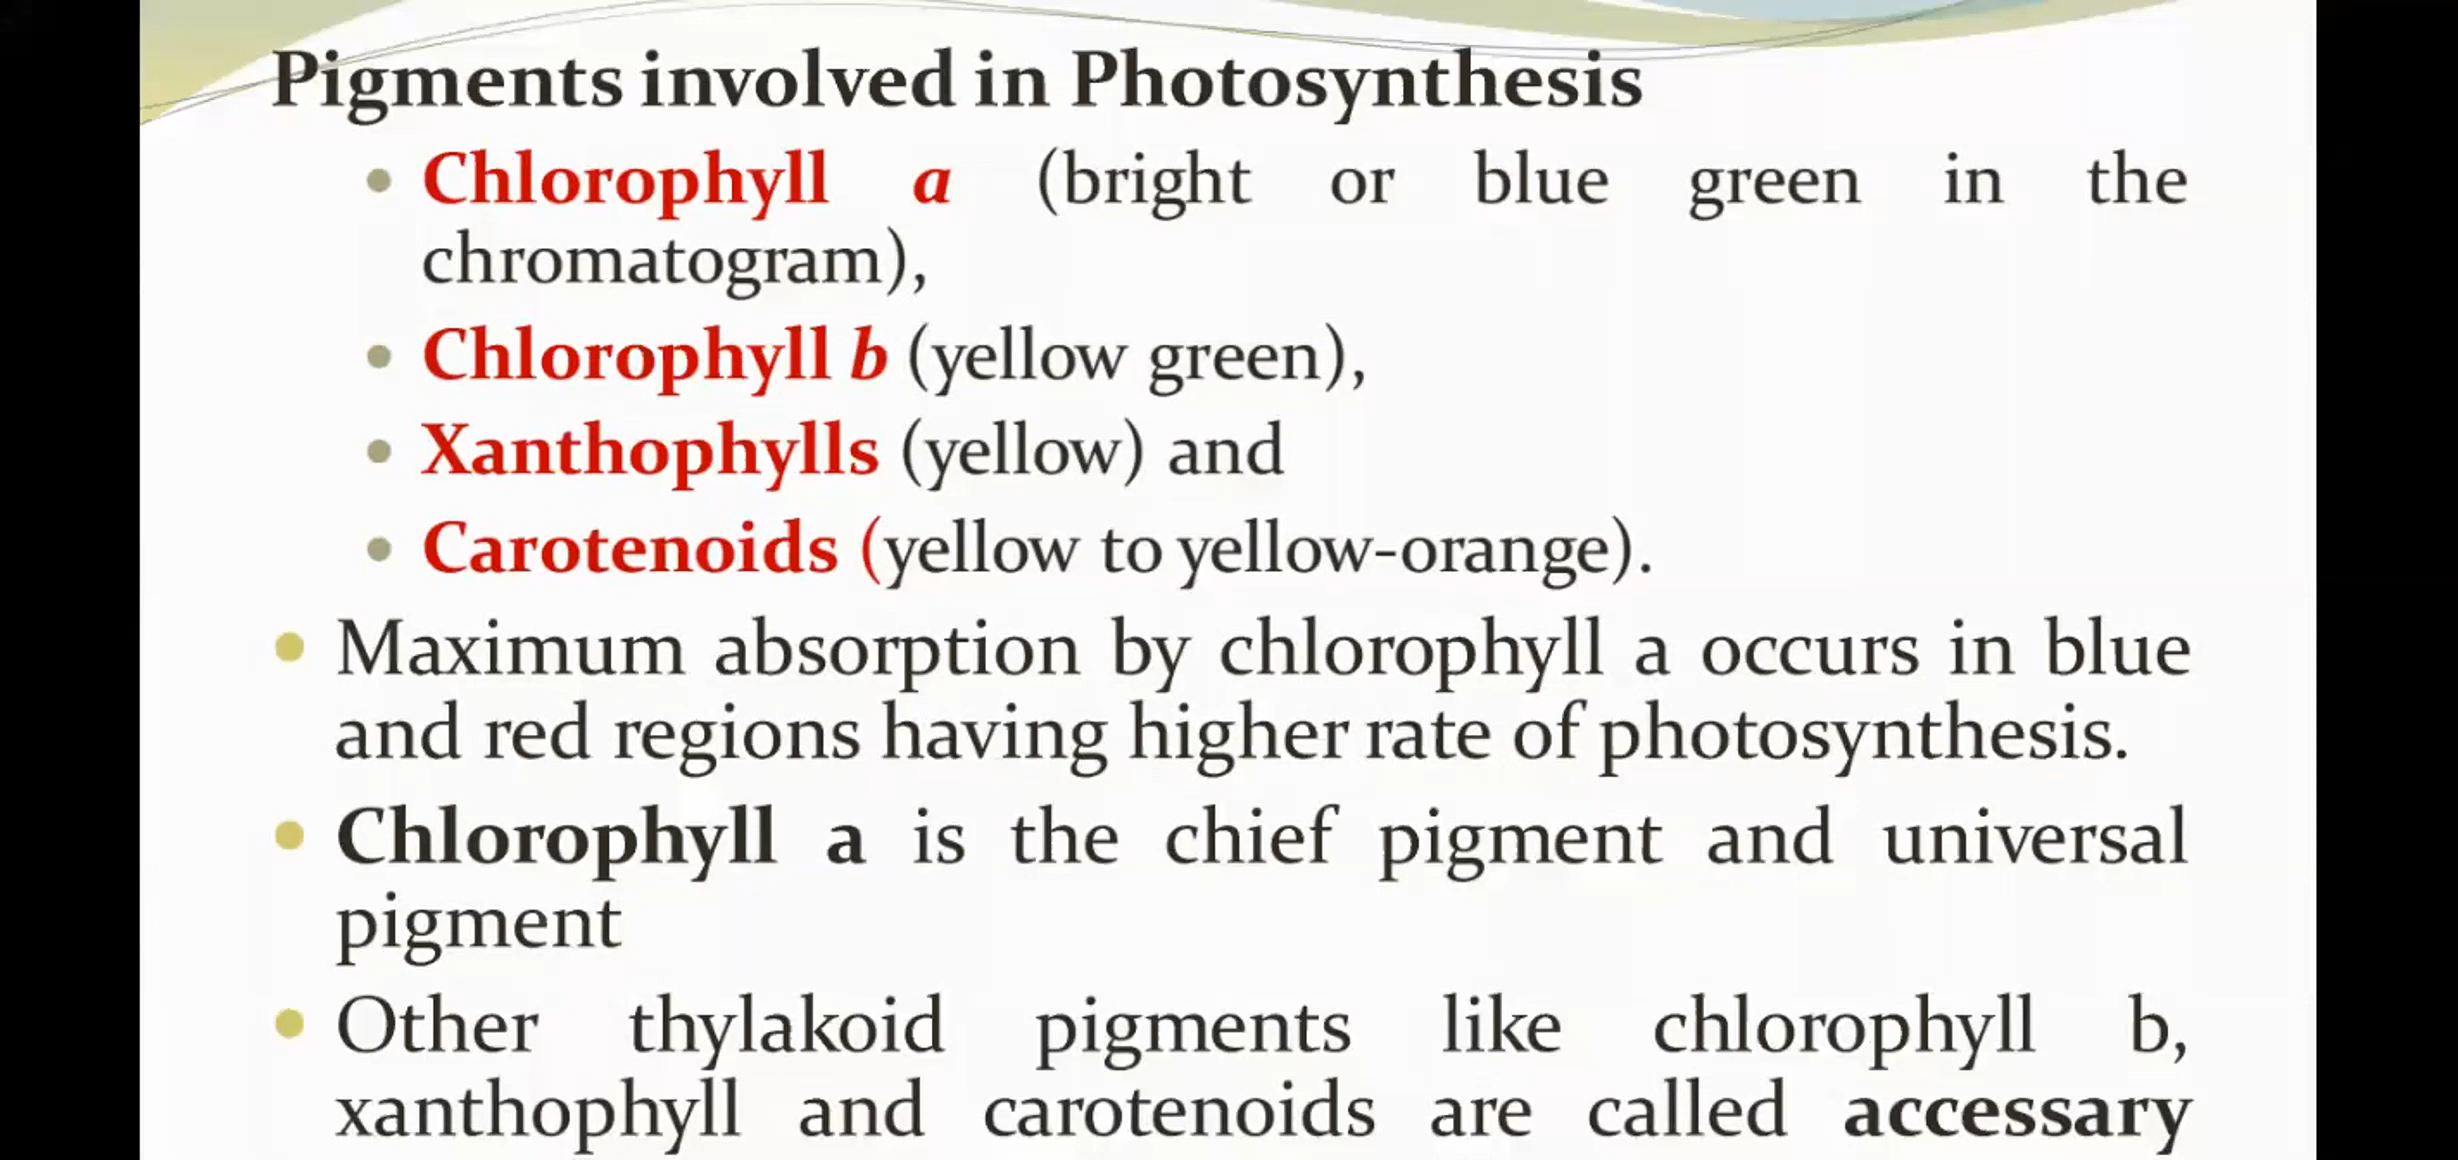 Pigments involved in Photosynthesis
• Chlorophyll a (bright or blue green in the
chromatogram),
• Chlorophyll b (yellow green),
• Xanthophylls (yellow) and
• Carotenoids (yellow to yellow-orange).
• Maximum absorption by chlorophyll a occurs in blue
and red regions having higher rate of photosynthesis.
• Chlorophyll a is the chief pigment and universal
pigment
• Other thylakoid pigments like chlorophyll b,
xanthophyll and carotenoids are called accessary